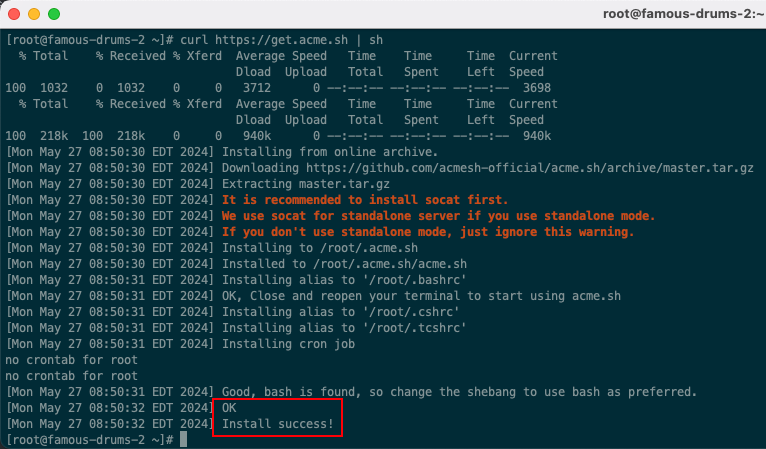 root@famous-drums-2:~
[root@famous-drums-2 ~]# curl https://get.acme.sh | sh
  % Total    % Received % Xferd  Average Speed   Time    Time     Time  Current
                                 Dload  Upload   Total   Spent    Left  Speed
100  1032    0  1032    0     0   3712      0 --:--:-- --:--:-- --:--:--  3698
  % Total    % Received % Xferd  Average Speed   Time    Time     Time  Current
                                 Dload  Upload   Total   Spent    Left  Speed
100  218k  100  218k    0     0   940k      0 --:--:-- --:--:-- --:--:--  940k
[Mon May 27 08:50:30 EDT 2024] Installing from online archive.
[Mon May 27 08:50:30 EDT 2024] Downloading https://github.com/acmesh-official/acme.sh/archive/master.tar.gz
[Mon May 27 08:50:30 EDT 2024] Extracting master.tar.gz
[Mon May 27 08:50:30 EDT 2024] It is recommended to install socat first.
[Mon May 27 08:50:30 EDT 2024] We use socat for standalone server if you use standalone mode.
[Mon May 27 08:50:30 EDT 2024] If you don't use standalone mode, just ignore this warning.
[Mon May 27 08:50:30 EDT 2024] Installing to /root/.acme.sh
[Mon May 27 08:50:30 EDT 2024] Installed to /root/.acme.sh/acme.sh
[Mon May 27 08:50:31 EDT 2024] Installing alias to '/root/.bashrc'
[Mon May 27 08:50:31 EDT 2024] OK, Close and reopen your terminal to start using acme.sh
[Mon May 27 08:50:31 EDT 2024] Installing alias to '/root/.cshrc'
[Mon May 27 08:50:31 EDT 2024] Installing alias to '/root/.tcshrc'
[Mon May 27 08:50:31 EDT 2024] Installing cron job
no crontab for root
no crontab for root
[Mon May 27 08:50:31 EDT 2024] Good, bash is found, so change the shebang to use bash as preferred.
[Mon May 27 08:50:32 EDT 2024] OK
[Mon May 27 08:50:32 EDT 2024] Install success!
[root@famous-drums-2 ~]#